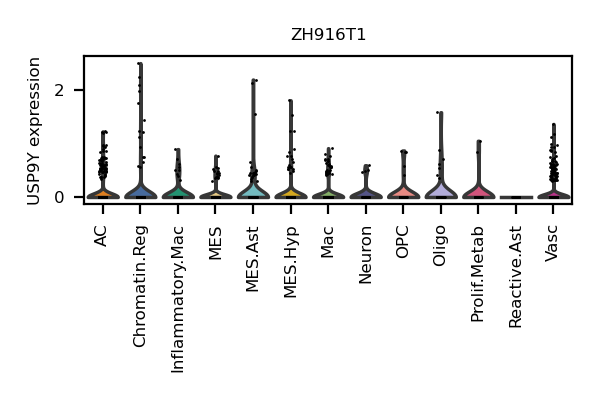 ZH916T1
USP9Y expression
2
0
AC
Chromatin.Reg
Inflammatory.Mac
MES
MES.Ast
MES.Hyp
Mac
Neuron
OPC
Oligo
Prolif.Metab
Reactive.Ast
Vasc